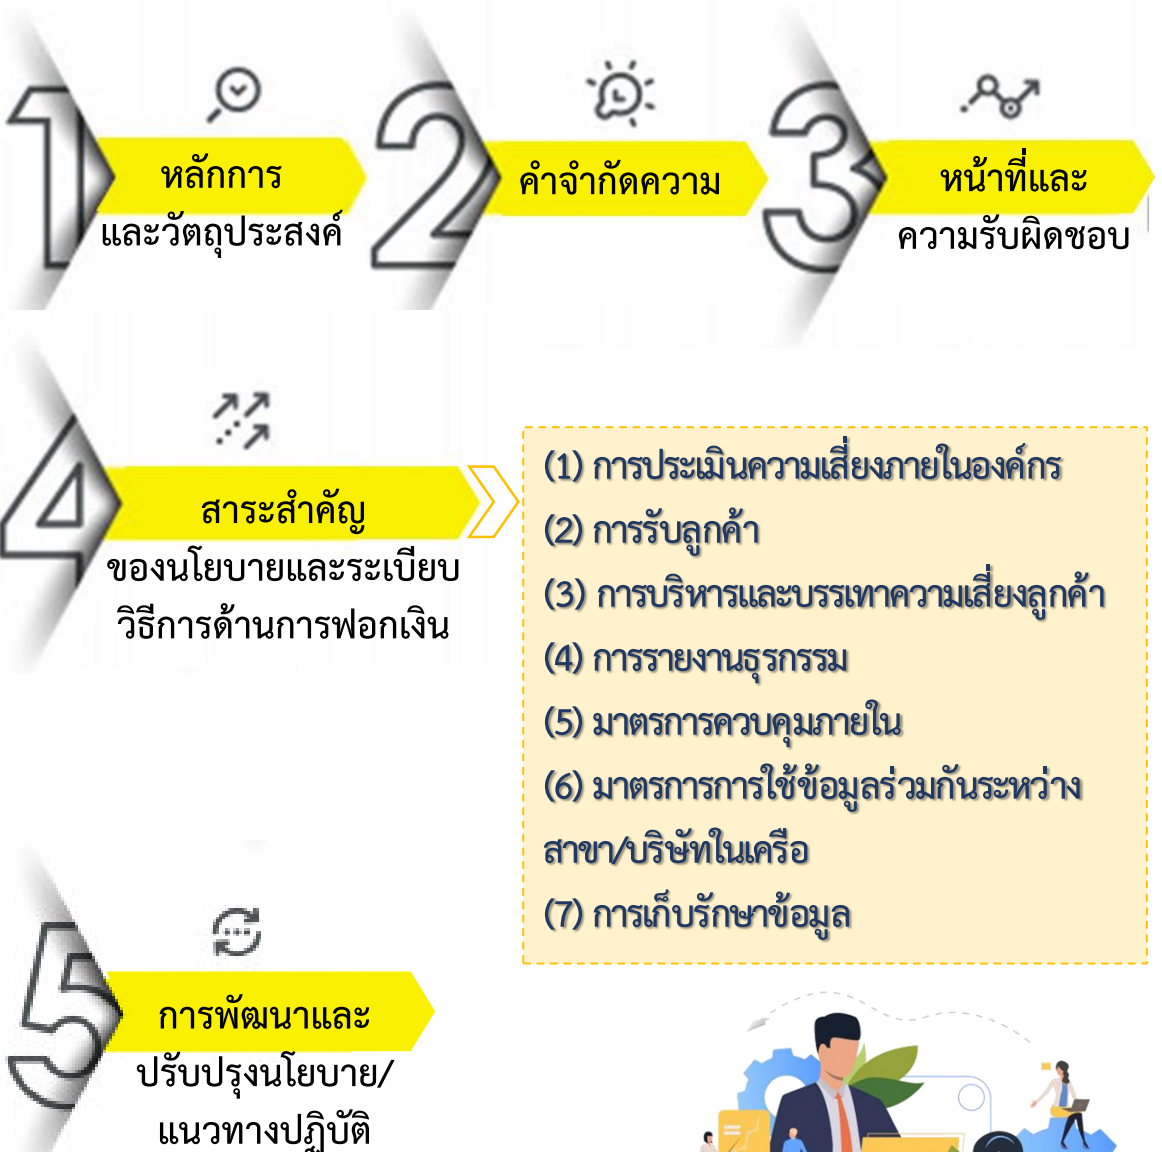 1
หลักการ
และวัตถุประสงค์
2
คำจำกัดความ
3
หน้าที่และ
ความรับผิดชอบ
4
สาระสำคัญ
ของนโยบายและระเบียบ
วิธีการด้านการฟอกเงิน
(1) การประเมินความเสี่ยงภายในองค์กร
(2) การรับลูกค้า
(3) การบริหารและบรรเทาความเสี่ยงลูกค้า
(4) การรายงานธุรกรรม
(5) มาตรการควบคุมภายใน
(6) มาตรการการใช้ข้อมูลร่วมกันระหว่าง
สาขา/บริษัทในเครือ
(7) การเก็บรักษาข้อมูล
5
การพัฒนาและ
ปรับปรุงนโยบาย/
แนวทางปฏิบัติ